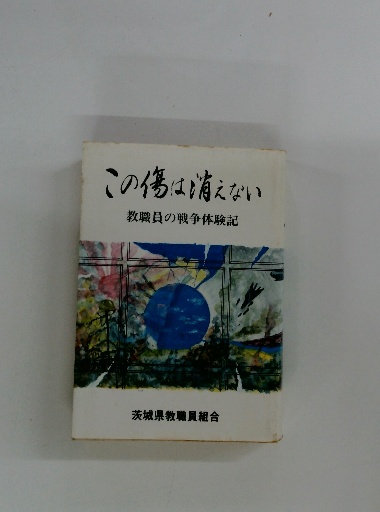 この傷は消えない
教職員の戦争体験記
茨城県教職員組合